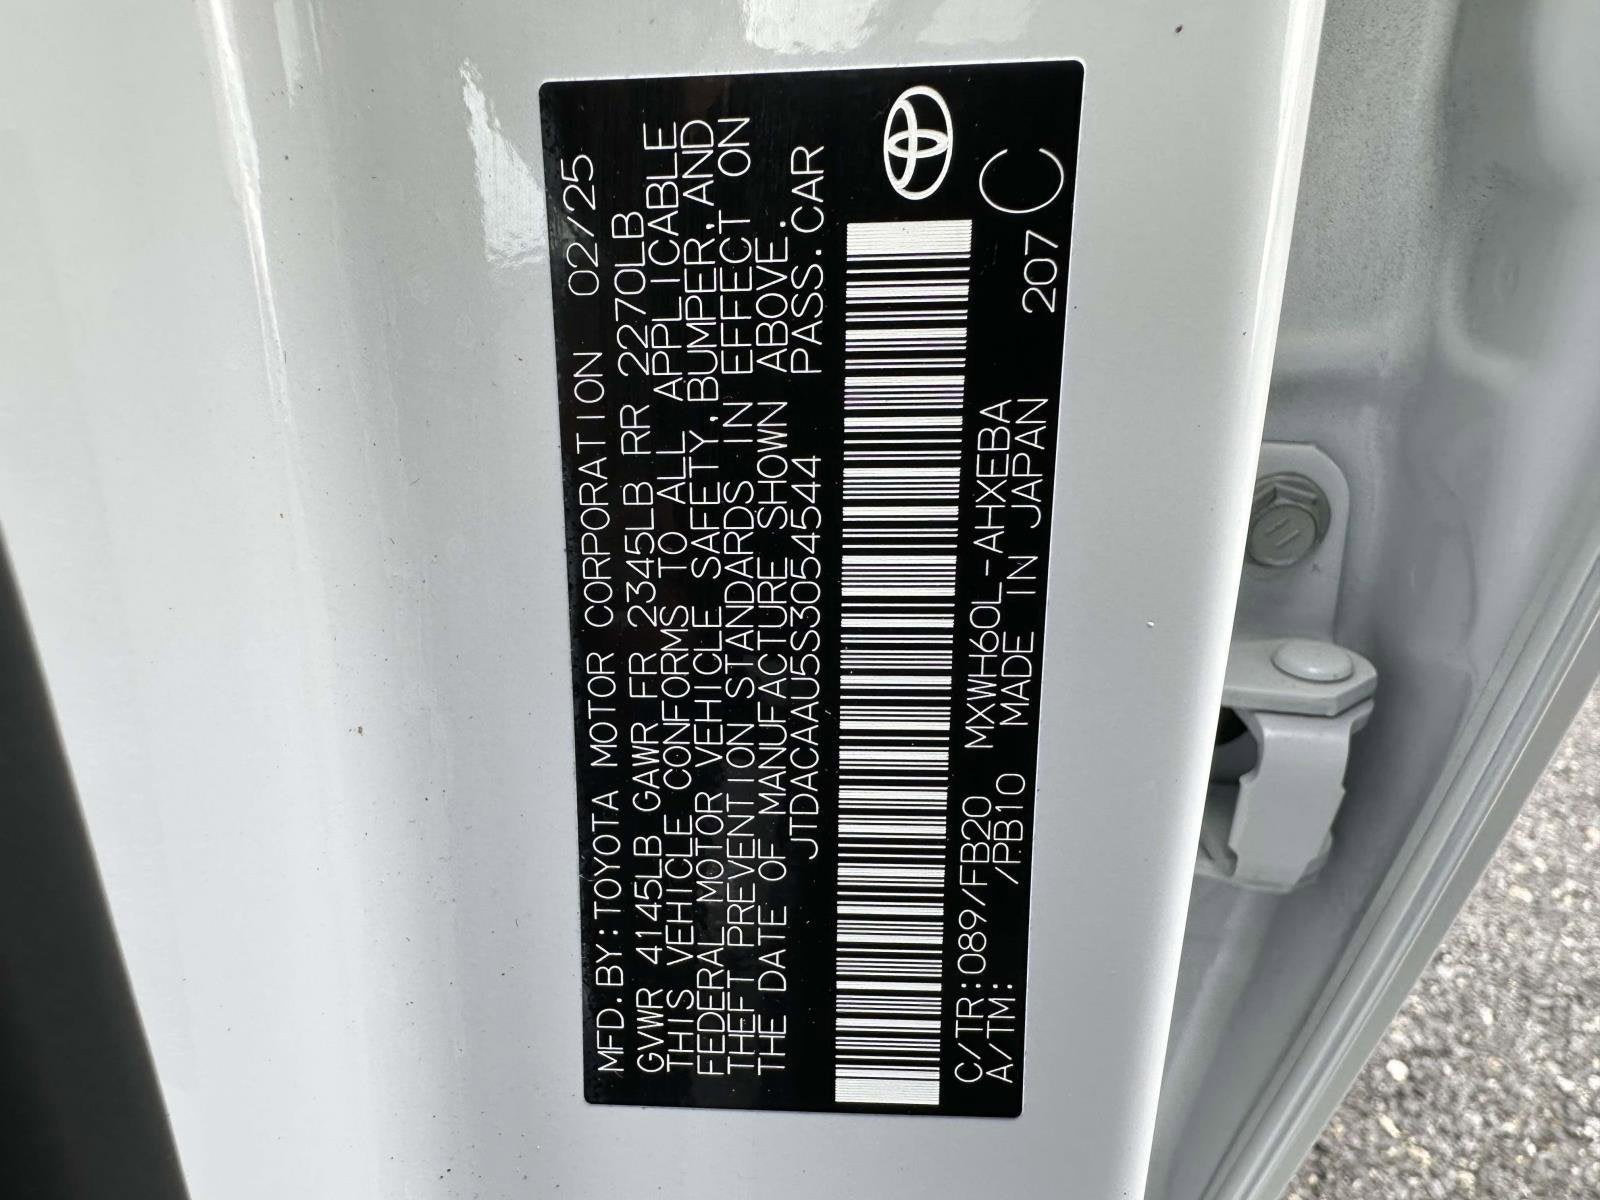 MFD.BY:TOYOTA MOTOR CORPORATION 02/25
GVWR 4145LB GAWR FR 2345LB RR 2270LB
THIS VEHICLE CONFORMS TO ALL APPLICABLE
FEDERAL MOTOR VEHICLE SAFETY,BUMPER,AND
THEFT PREVENTION STANDARDS IN EFFECT ON
THE DATE OF MANUFACTURE SHOWN ABOVE.
JTDACAAU5S3054544 PASS.CAR
C/TR:089/FB20 MXWH60L-AHXEBA 207 C
A/TM: /PB10 MADE IN JAPAN